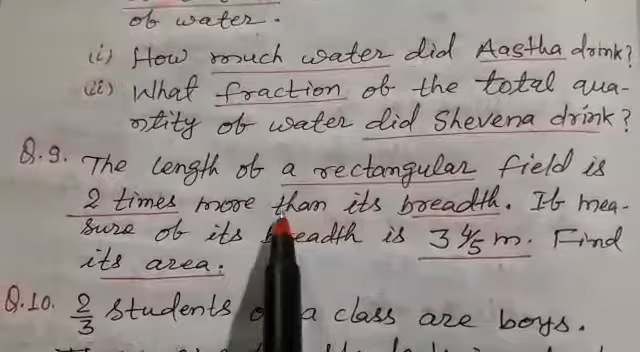 of water.
(i) How much water did Aastha drink?
(ii) What fraction of the total qua-
ntity of water did Shevena drink?
Q.9. The length of a rectangular field is
2 times more than its breadth. If mea-
sure of its breadth is 3 4/5 m. Find
its area.
Q.10. 2/3 students a class are boys.